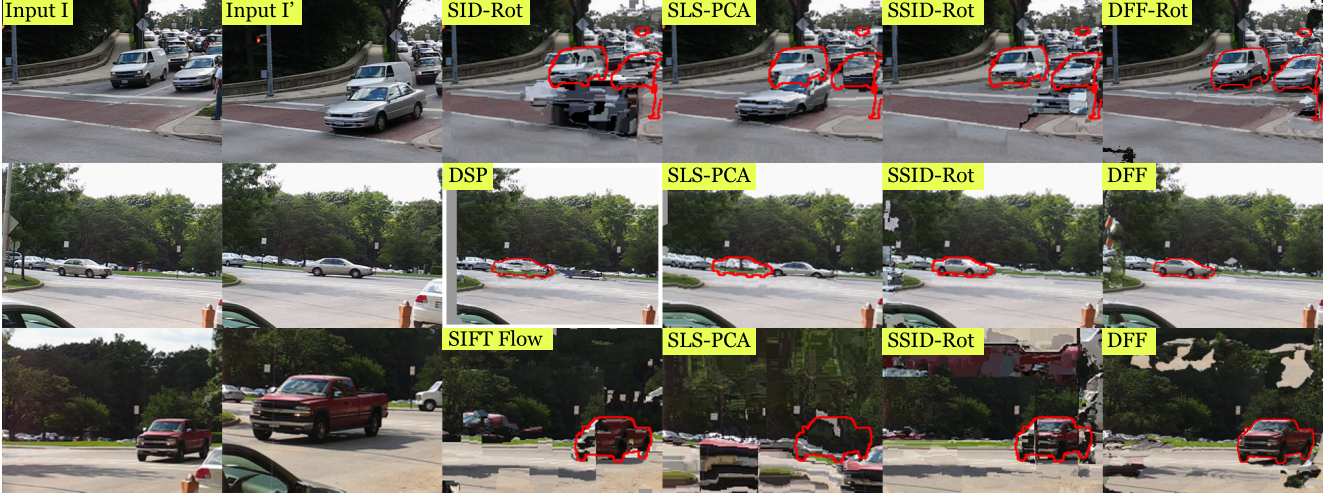 Input I
Input I’
SID-Rot
SLS-PCA
SSID-Rot
DFF-Rot
DSP
SLS-PCA
SSID-Rot
DFF
SIFT Flow
SLS-PCA
SSID-Rot
DFF